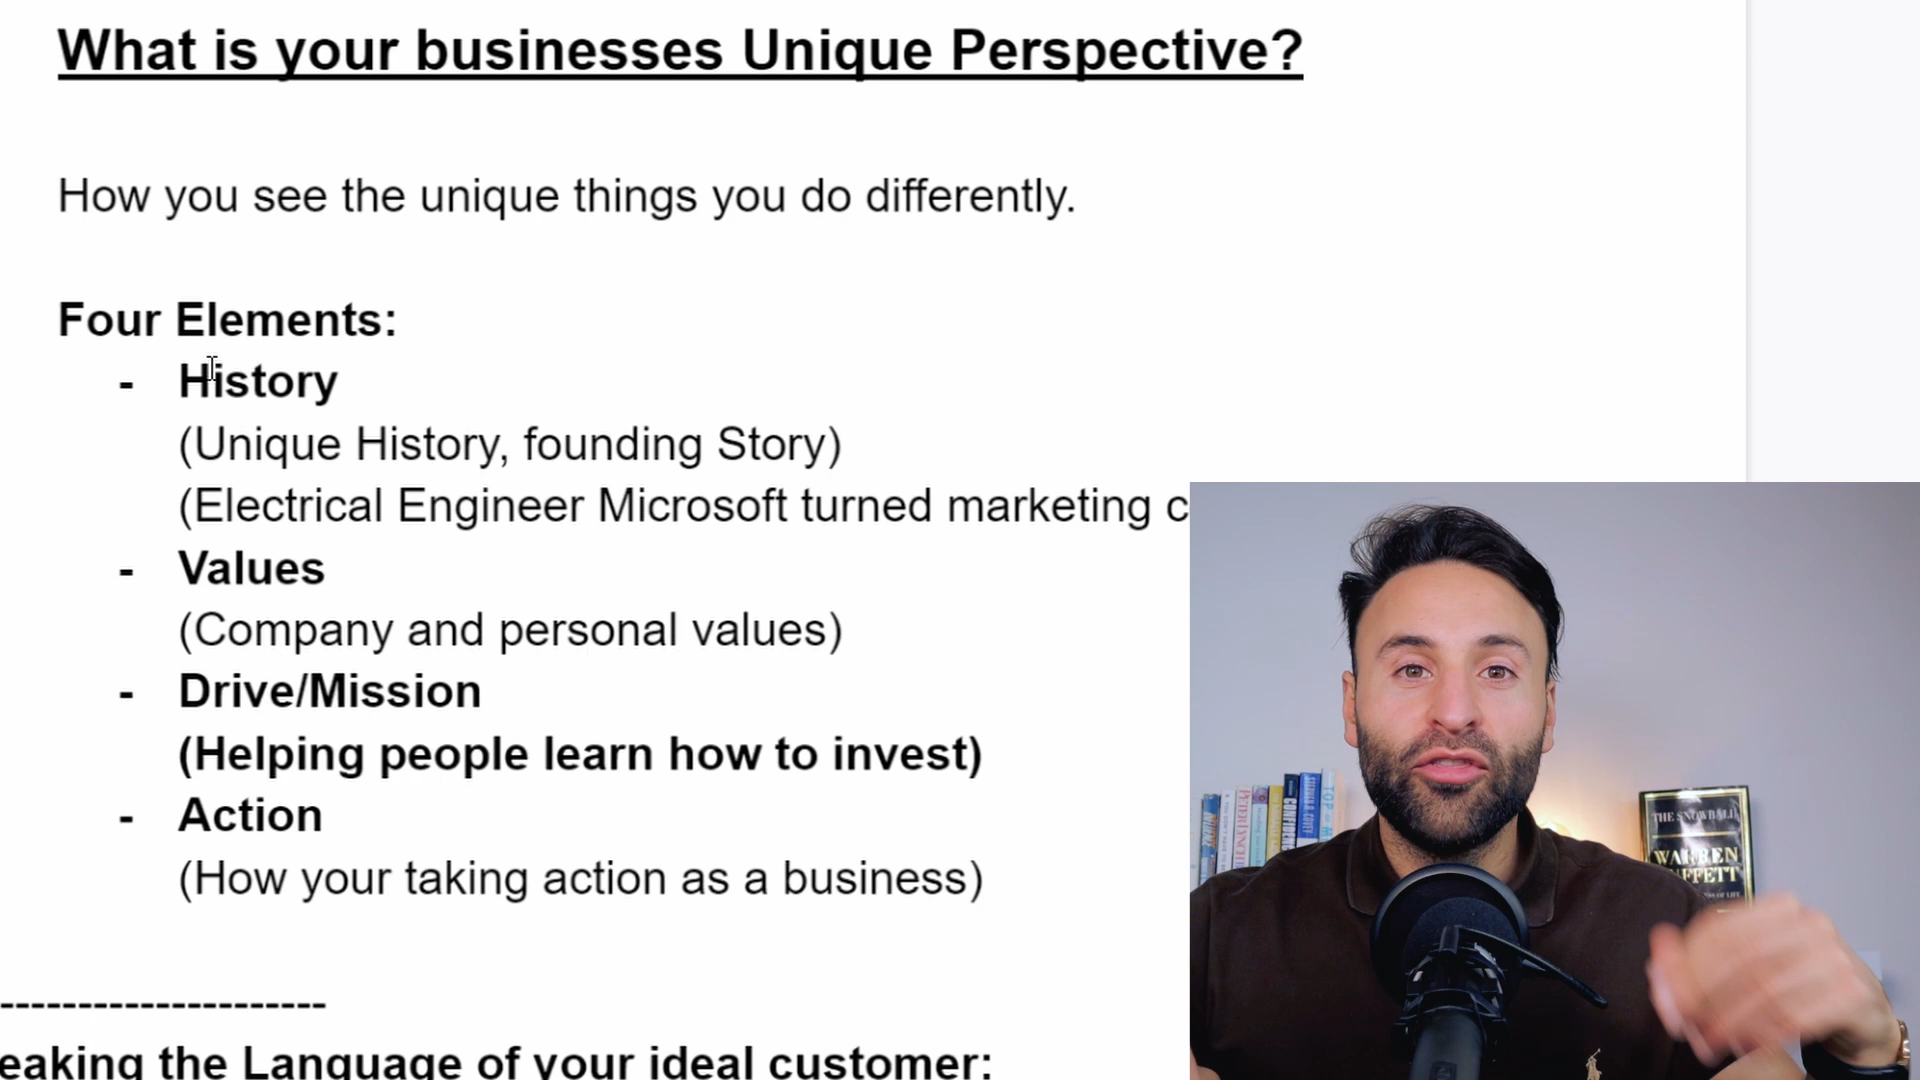 What is your businesses Unique Perspective?
How you see the unique things you do differently.
Four Elements:
- History
(Unique History, founding Story)
(Electrical Engineer Microsoft turned marketing c
- Values
(Company and personal values)
- Drive/Mission
(Helping people learn how to invest)
- Action
(How your taking action as a business)
---------------------
eaking the Language of your ideal customer:
THE SNOWBALL
WARREN
BUFFETT